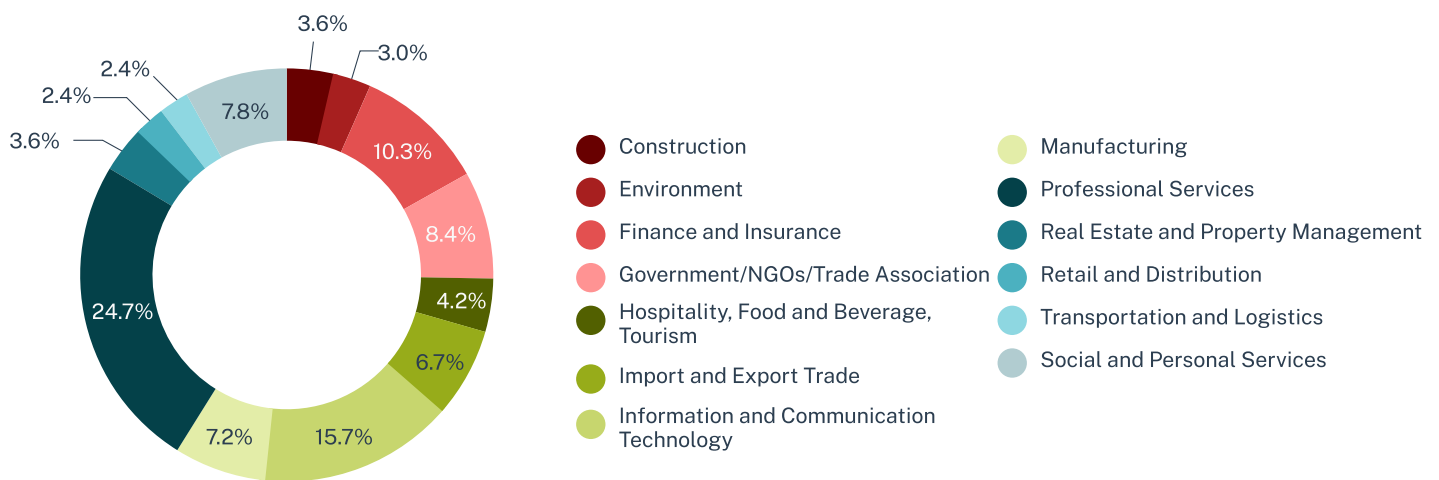 3.6%
3.0%
2.4%
2.4%
3.6%
7.8%
10.3%
8.4%
4.2%
6.7%
15.7%
7.2%
24.7%
Construction
Environment
Finance and Insurance
Government/NGOs/Trade Association
Hospitality, Food and Beverage,
Tourism
Import and Export Trade
Information and Communication
Technology
Manufacturing
Professional Services
Real Estate and Property Management
Retail and Distribution
Transportation and Logistics
Social and Personal Services